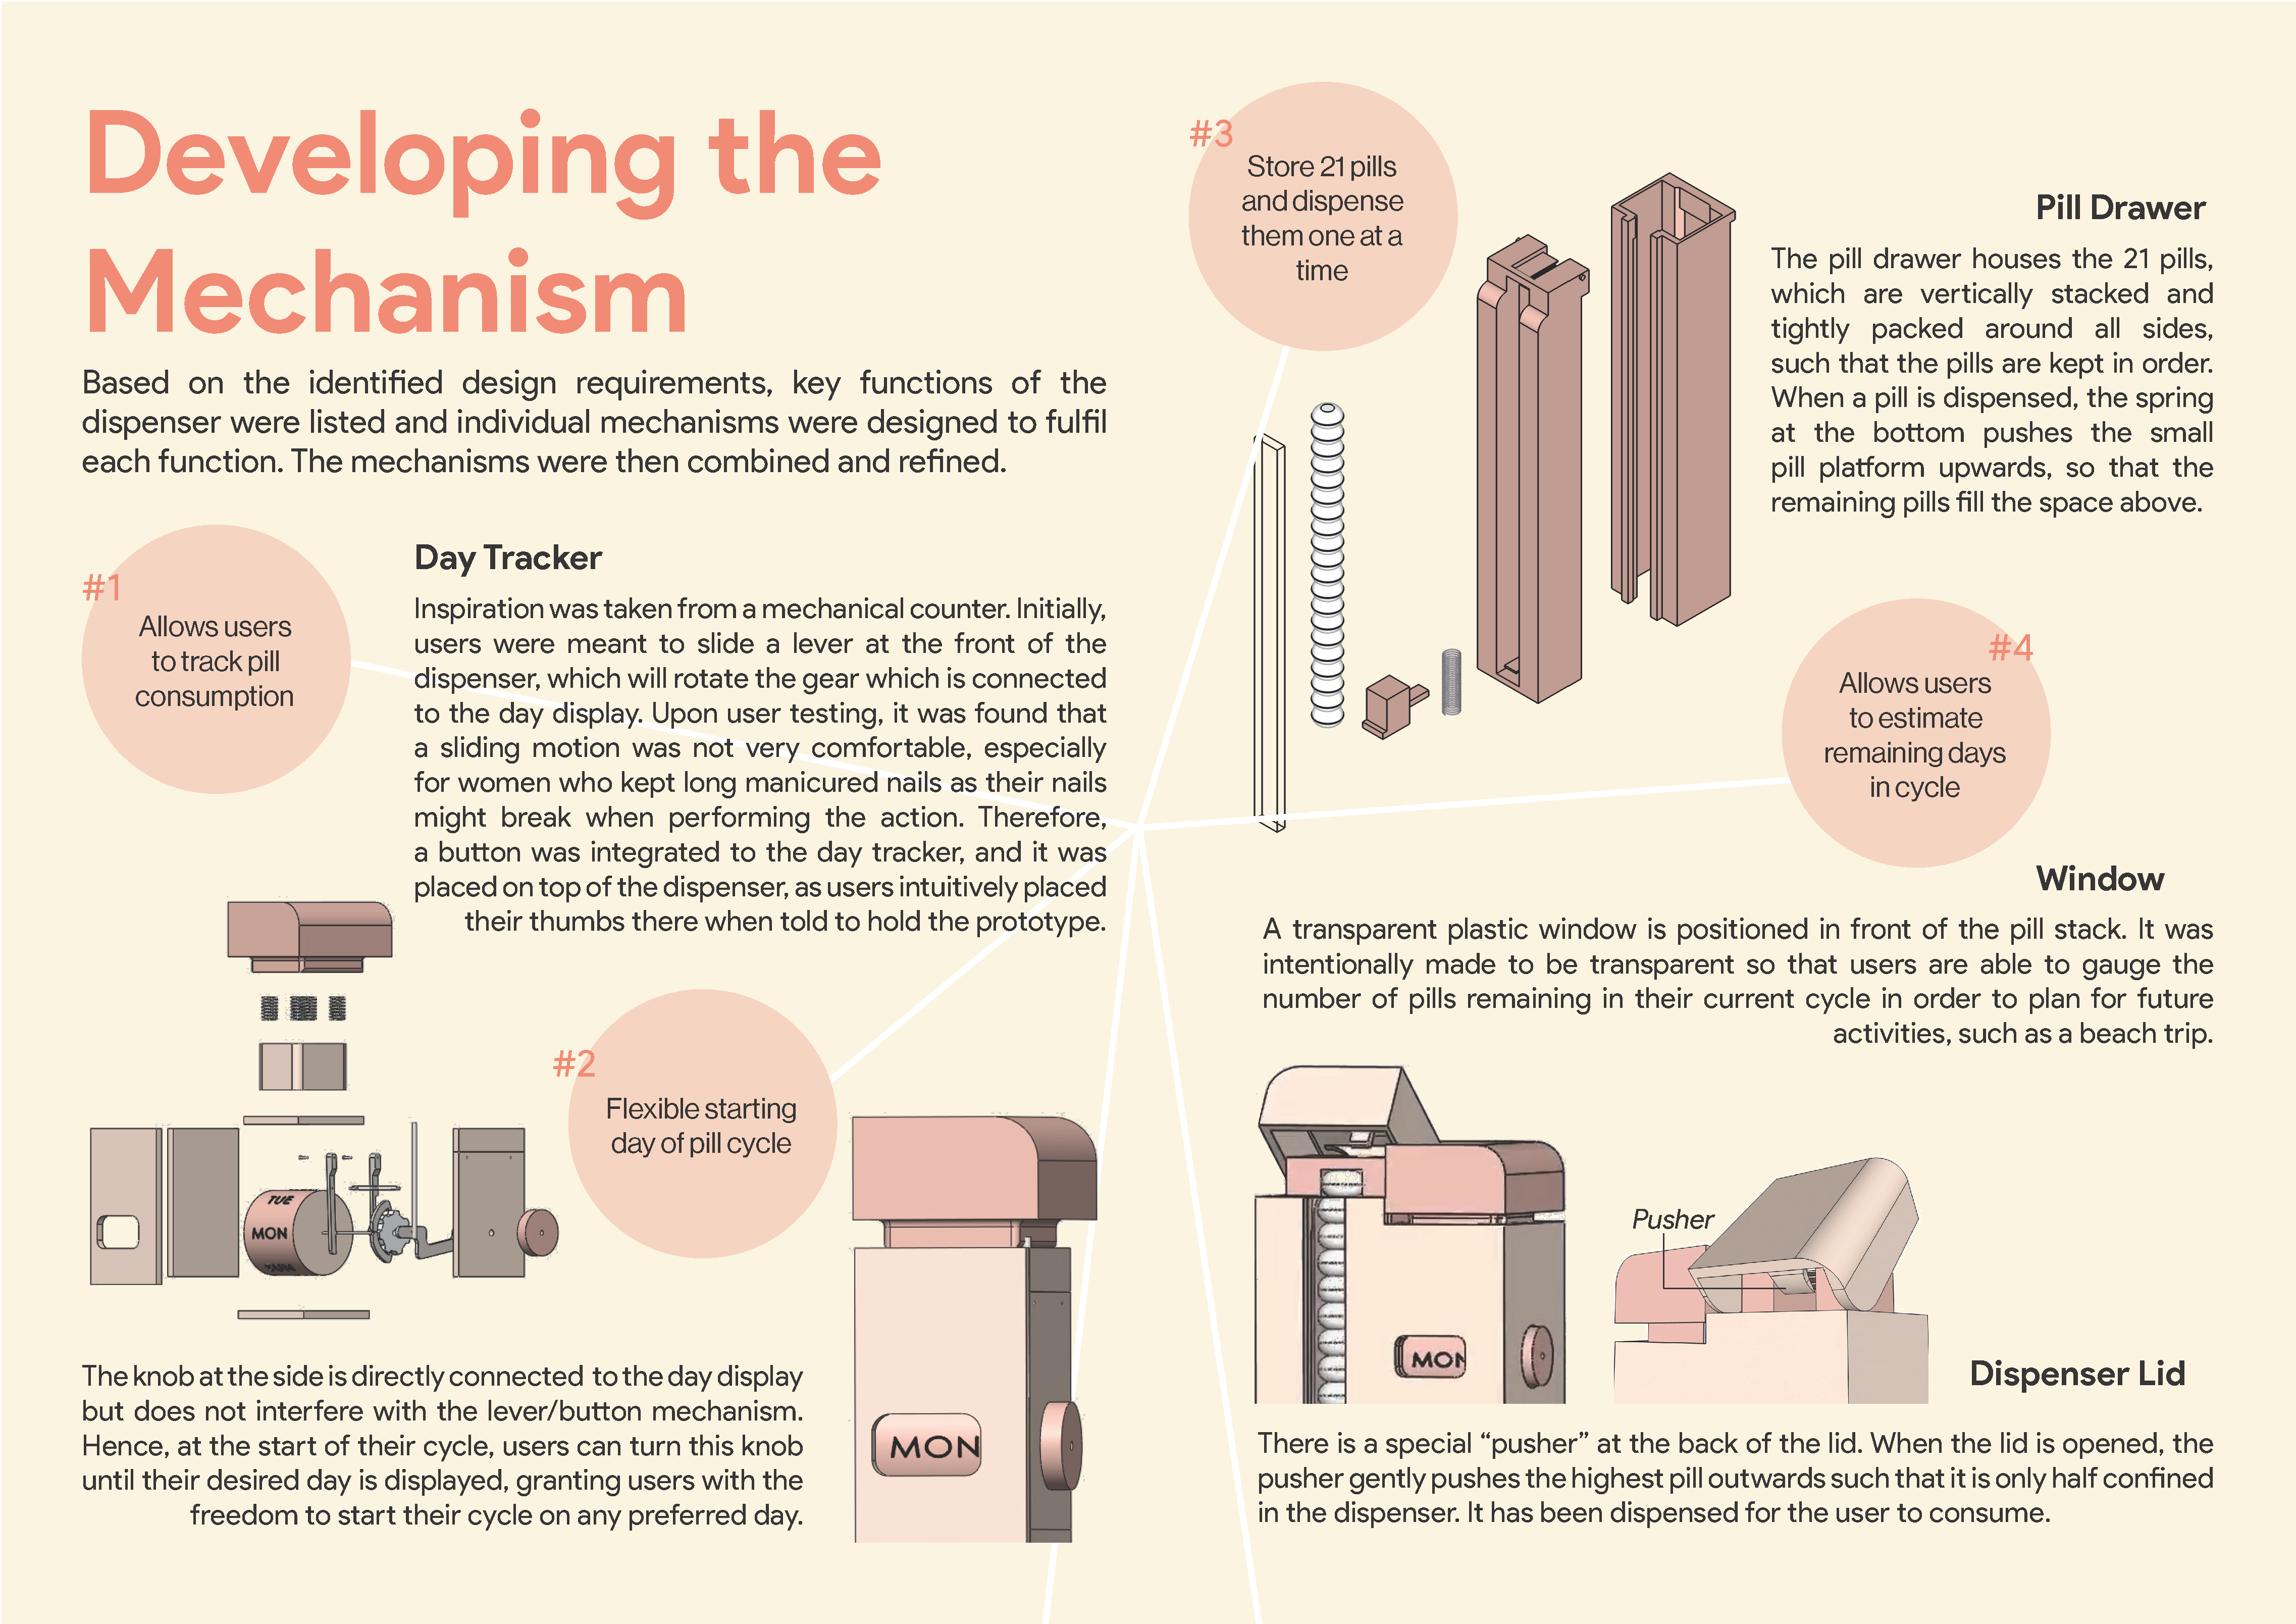 Developing the
Mechanism
Based on the identified design requirements, key functions of the
dispenser were listed and individual mechanisms were designed to fulfil
each function. The mechanisms were then combined and refined.
#1
Allows users
to track pill
consumption
Day Tracker
Inspiration was taken from a mechanical counter. Initially,
users were meant to slide a lever at the front of the
dispenser, which will rotate the gear which is connected
to the day display. Upon user testing, it was found that
a sliding motion was not very comfortable, especially
for women who kept long manicured nails as their nails
might break when performing the action. Therefore,
a button was integrated to the day tracker, and it was
placed on top of the dispenser, as users intuitively placed
their thumbs there when told to hold the prototype.
TUE
MON
#2
Flexible starting
day of pill cycle
MON
The knob at the side is directly connected to the day display
but does not interfere with the lever/button mechanism.
Hence, at the start of their cycle, users can turn this knob
until their desired day is displayed, granting users with the
freedom to start their cycle on any preferred day.
#3
Store 21 pills
and dispense
them one at a
time
Pill Drawer
The pill drawer houses the 21 pills,
which are vertically stacked and
tightly packed around all sides,
such that the pills are kept in order.
When a pill is dispensed, the spring
at the bottom pushes the small
pill platform upwards, so that the
remaining pills fill the space above.
#4
Allows users
to estimate
remaining days
in cycle
Window
A transparent plastic window is positioned in front of the pill stack. It was
intentionally made to be transparent so that users are able to gauge the
number of pills remaining in their current cycle in order to plan for future
activities, such as a beach trip.
MON
Pusher
Dispenser Lid
There is a special “pusher” at the back of the lid. When the lid is opened, the
pusher gently pushes the highest pill outwards such that it is only half confined
in the dispenser. It has been dispensed for the user to consume.